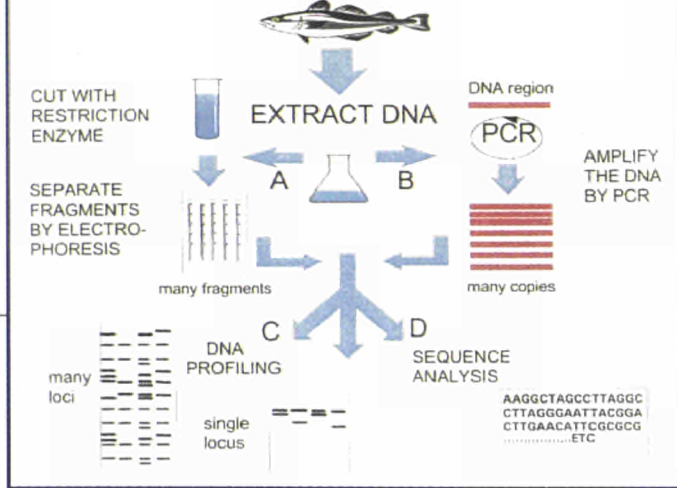 EXTRACT DNA
CUT WITH
RESTRICTION
ENZYME
DNA region
PCR
AMPLIFY
THE DNA
BY PCR
A
B
SEPARATE
FRAGMENTS
BY ELECTRO-
PHORESIS
many fragments
many copies
C
D
DNA
PROFILING
SEQUENCE
ANALYSIS
many
loci
single
locus
AAGGCTAGCCTTAGGC
CTTAGGGAATTACGGA
CTTGAACATTCGCGCG
................ETC